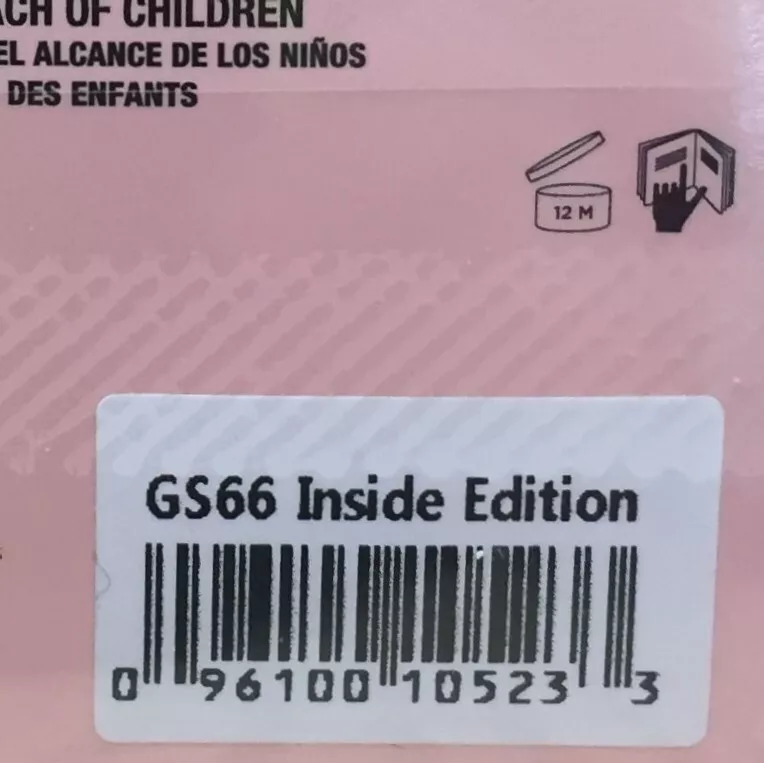 ACH OF CHILDREN
EL ALCANCE DE LOS NIÑOS
DES ENFANTS
12 M
GS66 Inside Edition
0 96100 10523 3